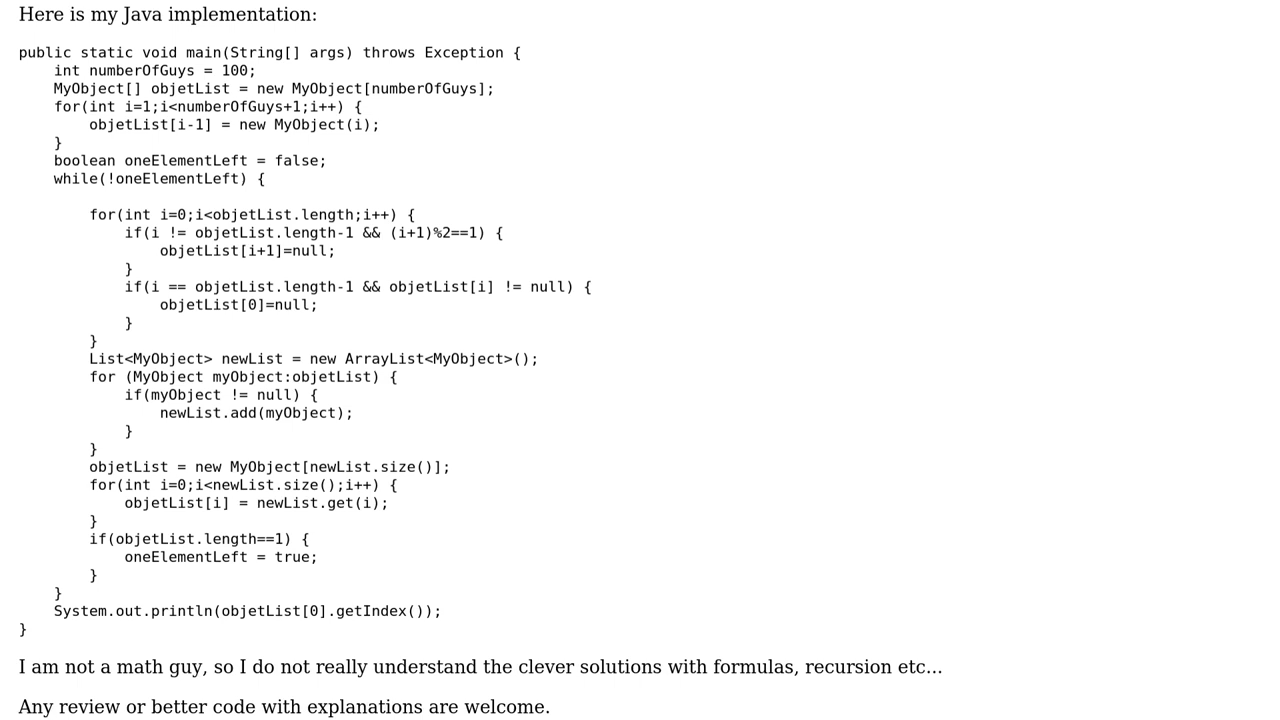 Here is my Java implementation:
public static void main(String[] args) throws Exception {
    int numberOfGuys = 100;
    MyObject[] objetList = new MyObject[numberOfGuys];
    for(int i=1;i<numberOfGuys+1;i++) {
        objetList[i-1] = new MyObject(i);
    }
    boolean oneElementLeft = false;
    while(!oneElementLeft) {

        for(int i=0;i<objetList.length;i++) {
            if(i != objetList.length-1 && (i+1)%2==1) {
                objetList[i+1]=null;
            }
            if(i == objetList.length-1 && objetList[i] != null) {
                objetList[0]=null;
            }
        }
        List<MyObject> newList = new ArrayList<MyObject>();
        for (MyObject myObject:objetList) {
            if(myObject != null) {
                newList.add(myObject);
            }
        }
        objetList = new MyObject[newList.size()];
        for(int i=0;i<newList.size();i++) {
            objetList[i] = newList.get(i);
        }
        if(objetList.length==1) {
            oneElementLeft = true;
        }
    }
    System.out.println(objetList[0].getIndex());
}
I am not a math guy, so I do not really understand the clever solutions with formulas, recursion etc...
Any review or better code with explanations are welcome.